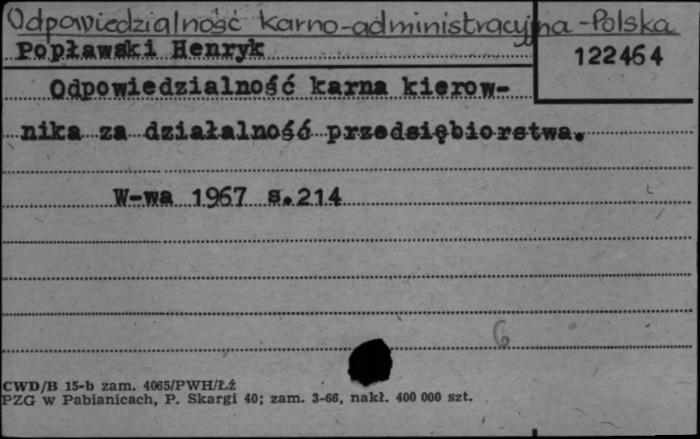 Odpowiedzialność karno-administracyjna - Polska
Popławski Henryk
122464
Odpowiedzialność karna kierow-
nika za działalność przedsiębiorstwa.
W-wa 1967 s.214
6
CWD/B 15-b zam. 4065/PWH/Łź
PZG w Pabianicach, P. Skargi 40; zam. 3-66, nakł. 400 000 szt.